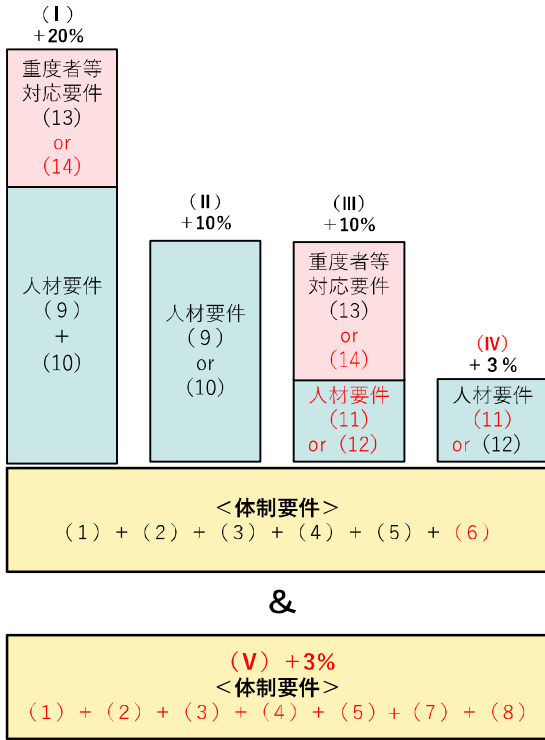 (Ⅰ)
+20%
重度者等
対応要件
(13)
or
(14)
人材要件
(9)
+
(10)
(Ⅱ)
+10%
人材要件
(9)
or
(10)
(Ⅲ)
+10%
重度者等
対応要件
(13)
or
(14)
人材要件
(11)
or (12)
(Ⅳ)
+3%
人材要件
(11)
or (12)
<体制要件>
(1) + (2) + (3) + (4) + (5) + (6)
&
(Ⅴ) +3%
<体制要件>
(1) + (2) + (3) + (4) + (5) + (7) + (8)